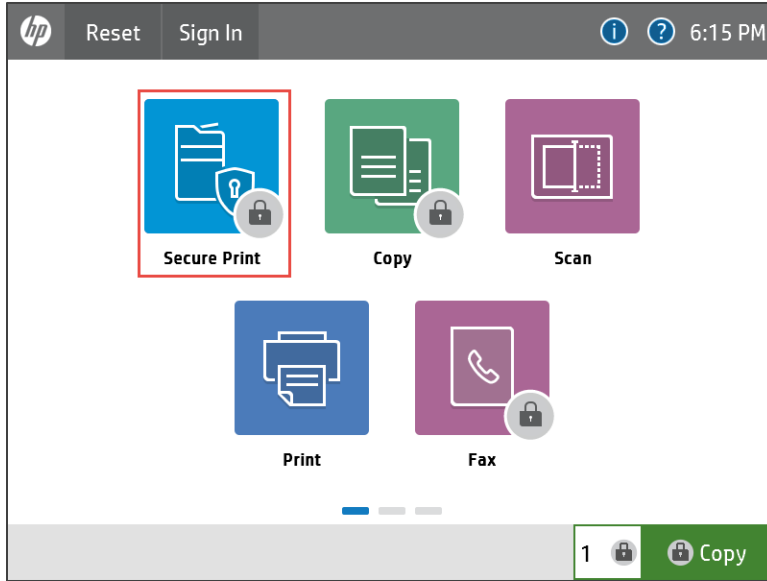 hp Reset Sign In i ? 6:15 PM
Secure Print Copy Scan
Print Fax
1 Copy